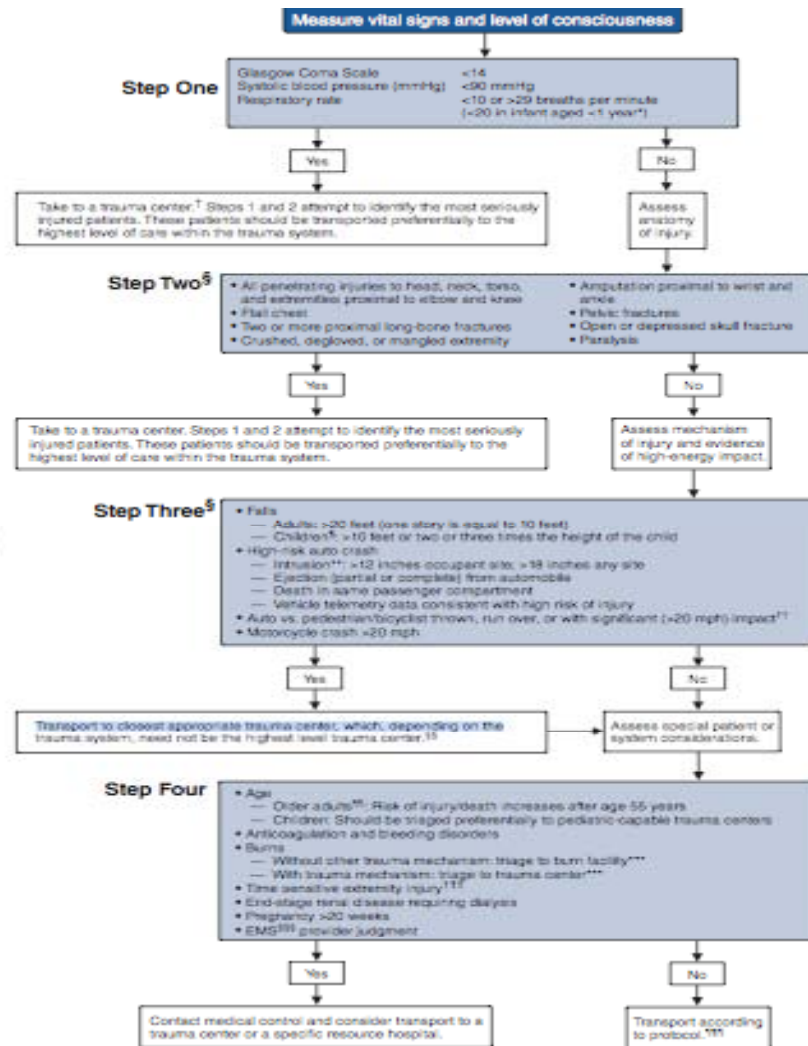 Measure vital signs and level of consciousness
Step One
Glasgow Coma Scale <14
Systolic blood pressure (mmHg) <90 mmHg
Respiratory rate <10 or >29 breaths per minute
(<20 in infant aged <1 year*)
Yes
No
Take to a trauma center.† Steps 1 and 2 attempt to identify the most seriously
injured patients. These patients should be transported preferentially to the
highest level of care within the trauma system.
Assess
anatomy
of injury.
Step Two§
• All penetrating injuries to head, neck, torso,
and extremities proximal to elbow and knee
• Flail chest
• Two or more proximal long-bone fractures
• Crushed, degloved, or mangled extremity
• Amputation proximal to wrist and
ankle
• Pelvic fractures
• Open or depressed skull fracture
• Paralysis
Yes
No
Take to a trauma center. Steps 1 and 2 attempt to identify the most seriously
injured patients. These patients should be transported preferentially to the
highest level of care within the trauma system.
Assess mechanism
of injury and evidence
of high-energy impact.
Step Three§
• Falls
— Adults: >20 feet (one story is equal to 10 feet)
— Children¶: >10 feet or two or three times the height of the child
• High-risk auto crash
— Intrusion**: >12 inches occupant site; >18 inches any site
— Ejection (partial or complete) from automobile
— Death in same passenger compartment
— Vehicle telemetry data consistent with high risk of injury
• Auto vs. pedestrian/bicyclist thrown, run over, or with significant (>20 mph) impact††
• Motorcycle crash >20 mph
Yes
No
Transport to closest appropriate trauma center, which, depending on the
trauma system, need not be the highest level trauma center.§§
Assess special patient or
system considerations.
Step Four
• Age
— Older adults¶¶: Risk of injury/death increases after age 55 years
— Children: Should be triaged preferentially to pediatric-capable trauma centers
• Anticoagulation and bleeding disorders
• Burns
— Without other trauma mechanism: triage to burn facility***
— With trauma mechanism: triage to trauma center***
• Time sensitive extremity injury†††
• End-stage renal disease requiring dialysis
• Pregnancy >20 weeks
• EMS§§§ provider judgment
Yes
No
Contact medical control and consider transport to a
trauma center or a specific resource hospital.
Transport according
to protocol.¶¶¶